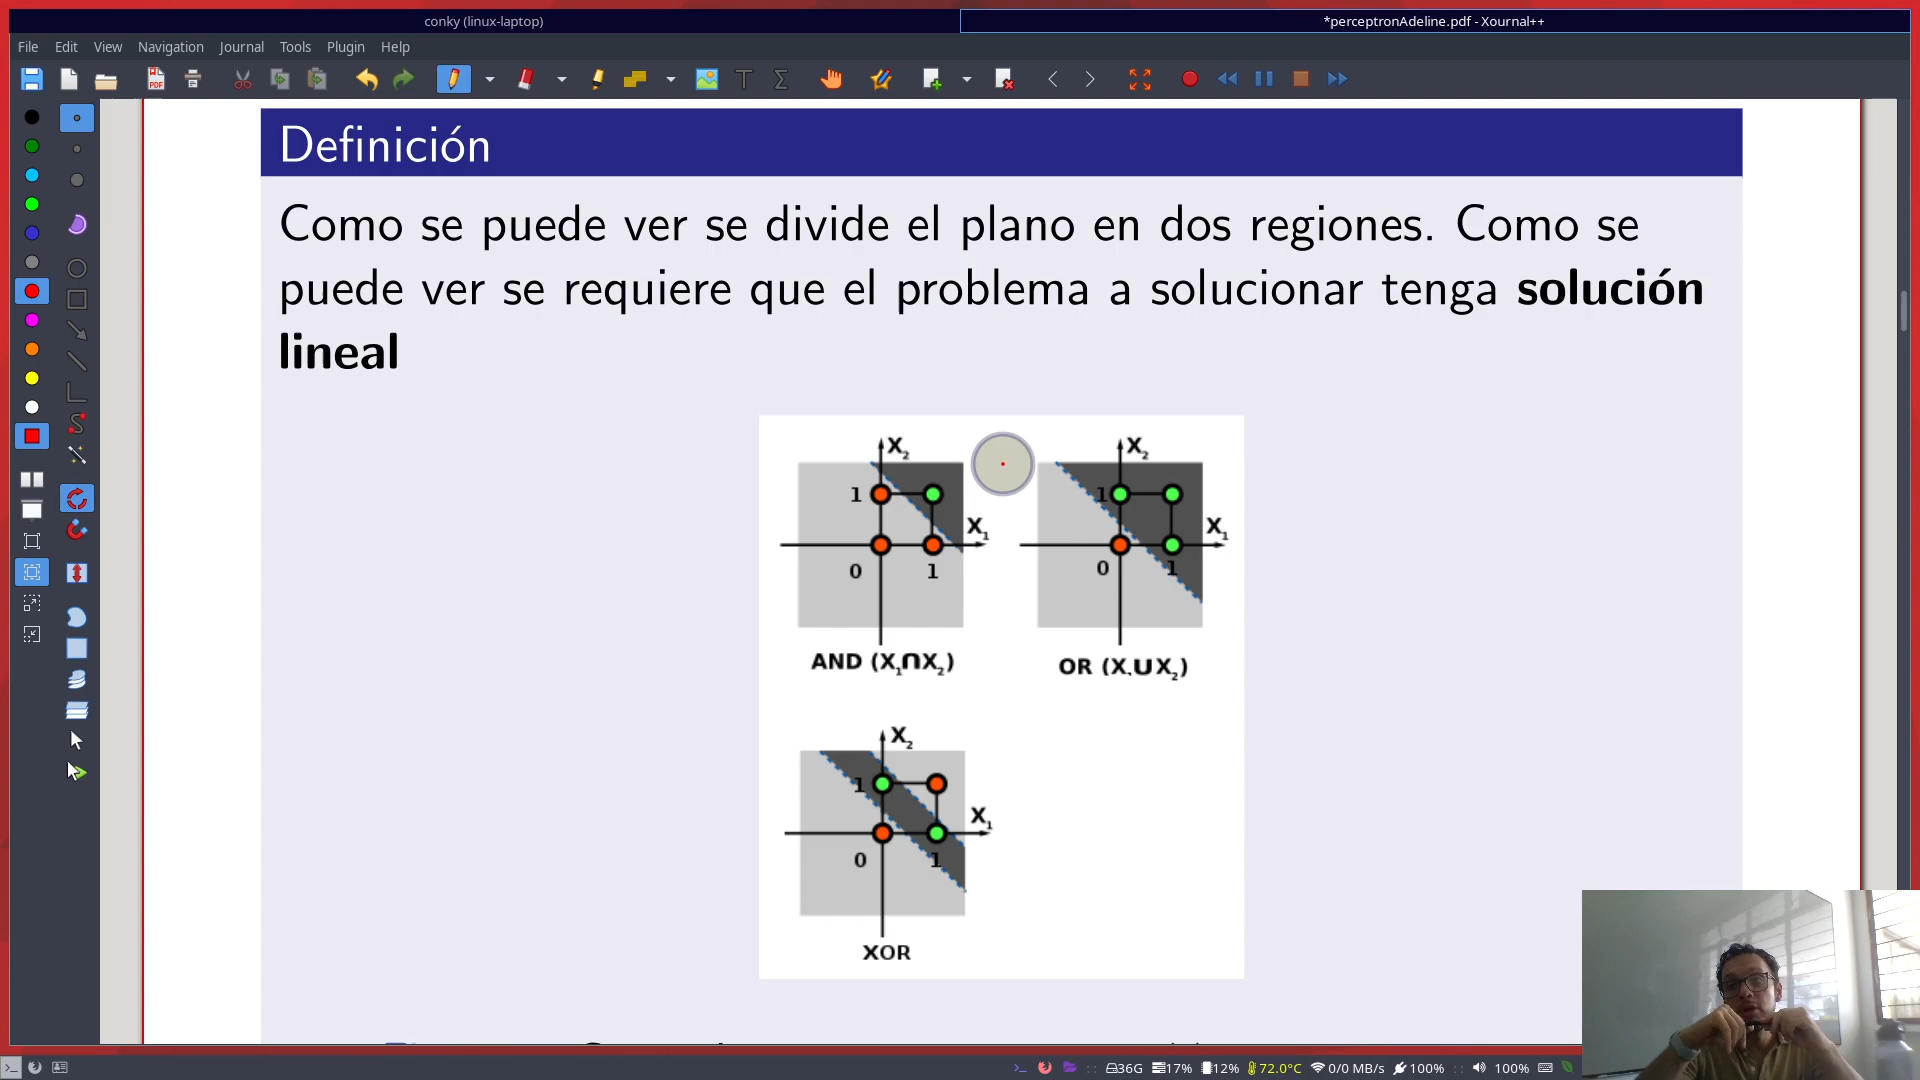 conky (linux-laptop)
*perceptronAdeline.pdf - Xournal++
File Edit View Navigation Journal Tools Plugin Help
Definición
Como se puede ver se divide el plano en dos regiones. Como se
puede ver se requiere que el problema a solucionar tenga solución
lineal
X2
1
X1
0
1
AND (X1∩X2)
X2
1
X1
0
1
OR (X1∪X2)
X2
1
X1
0
1
XOR
36G 17% 12% 72.0°C 0/0 MB/s 100% 100%